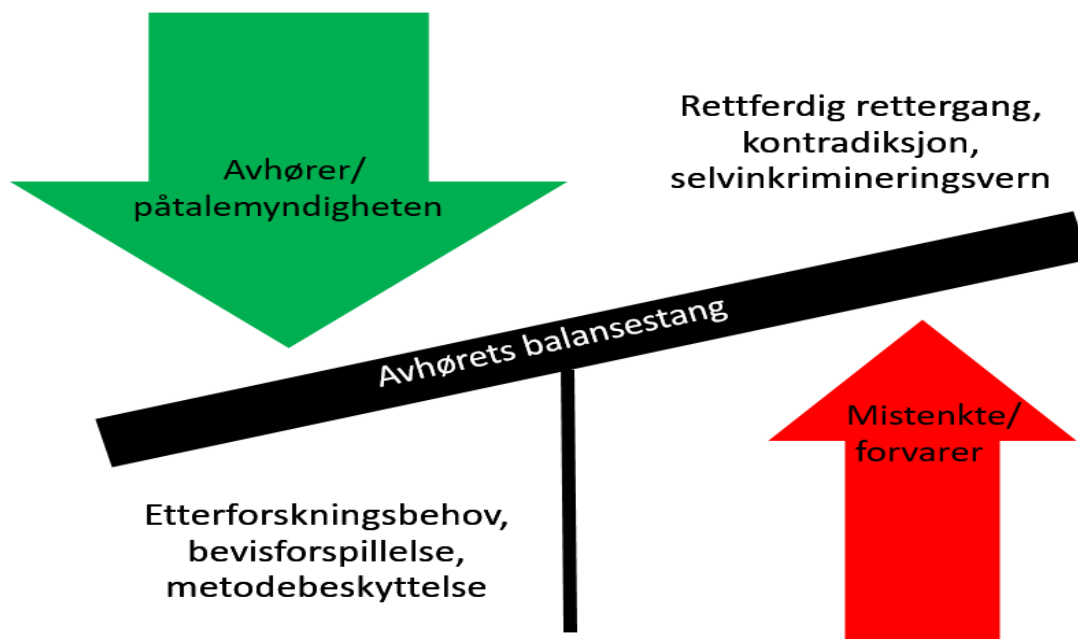 Avhører/
påtalemyndigheten
Rettferdig rettergang,
kontradiksjon,
selvinkrimineringsvern
Avhørets balansestang
Mistenkte/
forvarer
Etterforskningsbehov,
bevisforspillelse,
metodebeskyttelse